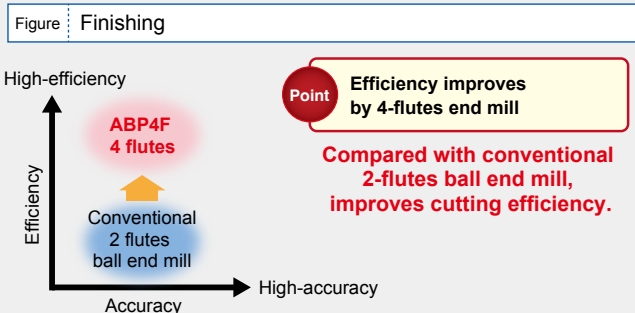 Figure Finishing
High-efficiency
ABP4F
4 flutes
Conventional
2 flutes
ball end mill
Efficiency
Accuracy
High-accuracy
Point
Efficiency improves
by 4-flutes end mill
Compared with conventional
2-flutes ball end mill,
improves cutting efficiency.